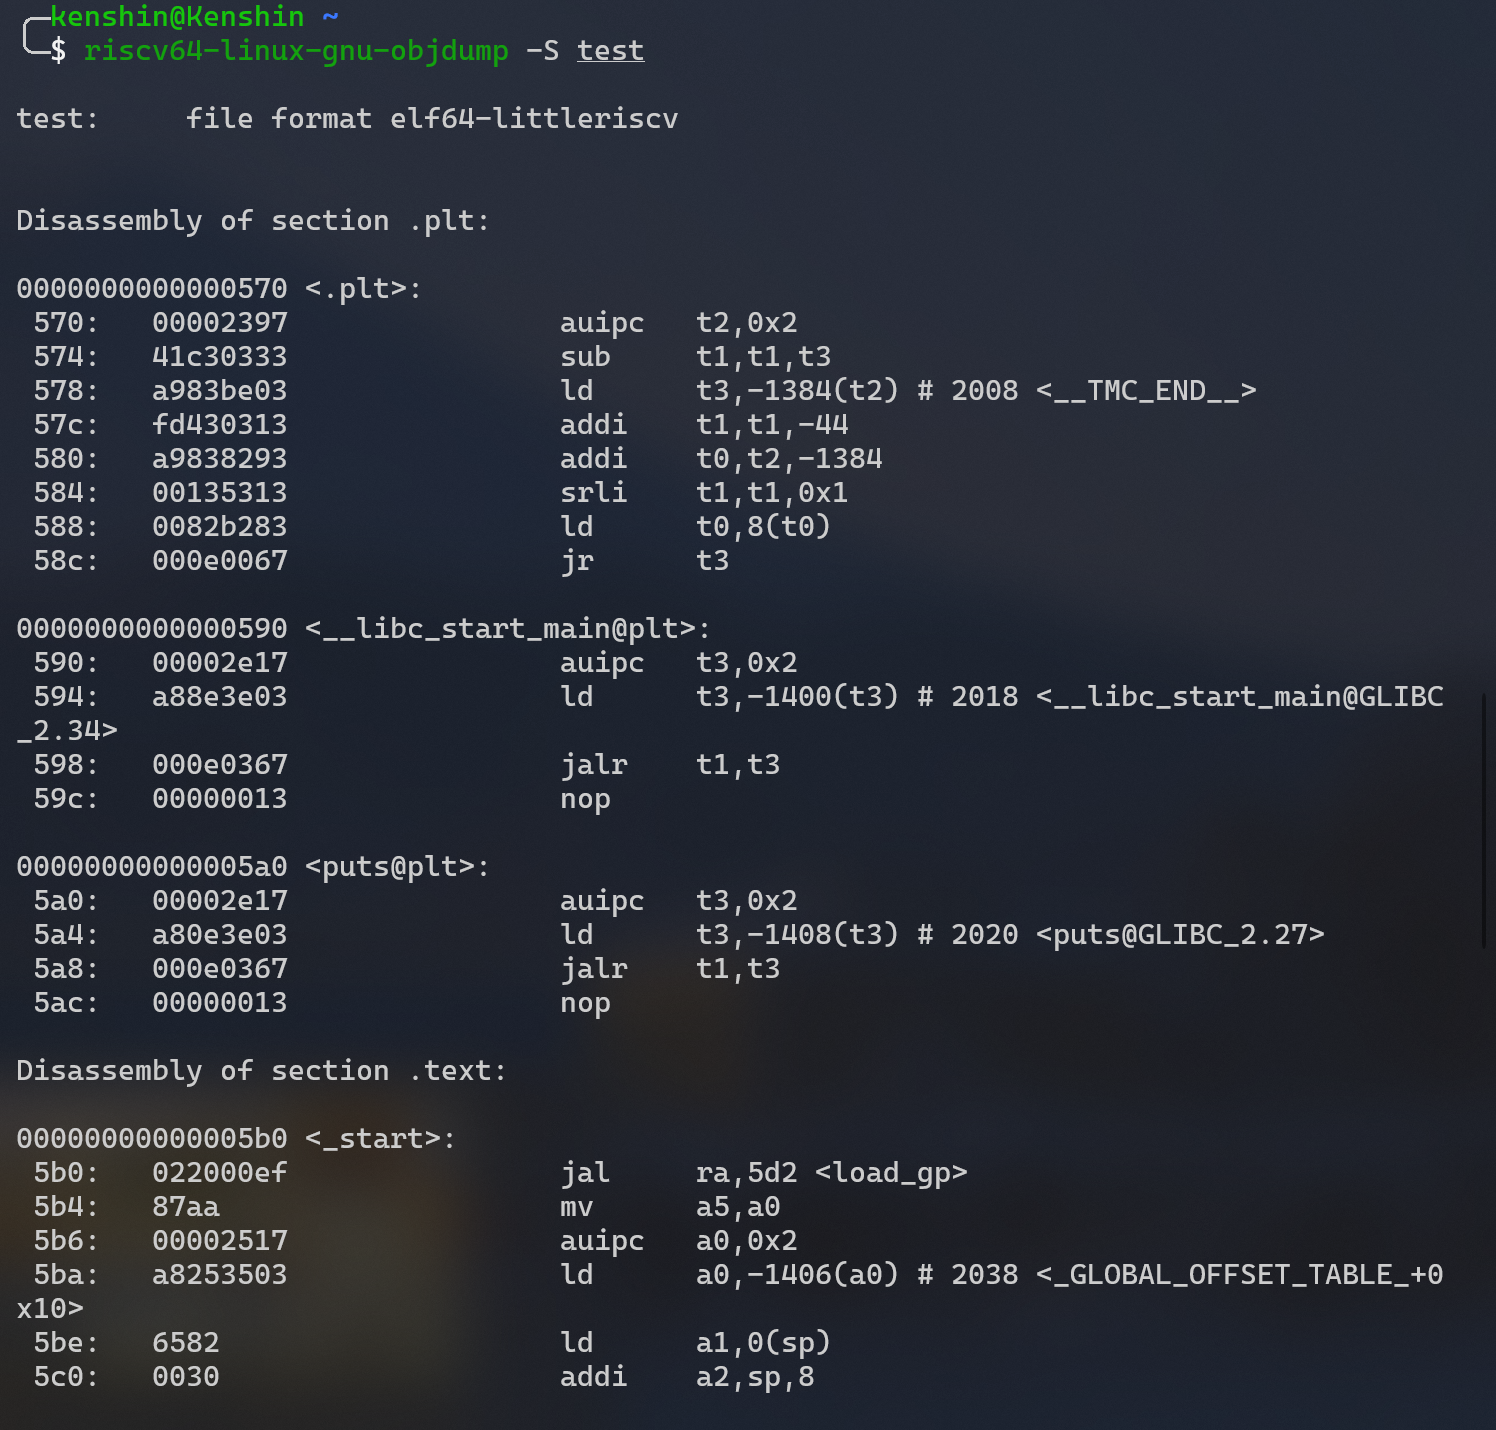 kenshin@Kenshin ~
$ riscv64-linux-gnu-objdump -S test
test:     file format elf64-littleriscv
Disassembly of section .plt:
0000000000000570 <.plt>:
 570:   00002397                auipc   t2,0x2
 574:   41c30333                sub     t1,t1,t3
 578:   a983be03                ld      t3,-1384(t2) # 2008 <__TMC_END__>
 57c:   fd430313                addi    t1,t1,-44
 580:   a9838293                addi    t0,t2,-1384
 584:   00135313                srli    t1,t1,0x1
 588:   0082b283                ld      t0,8(t0)
 58c:   000e0067                jr      t3
0000000000000590 <__libc_start_main@plt>:
 590:   00002e17                auipc   t3,0x2
 594:   a88e3e03                ld      t3,-1400(t3) # 2018 <__libc_start_main@GLIBC
_2.34>
 598:   000e0367                jalr    t1,t3
 59c:   00000013                nop
00000000000005a0 <puts@plt>:
 5a0:   00002e17                auipc   t3,0x2
 5a4:   a80e3e03                ld      t3,-1408(t3) # 2020 <puts@GLIBC_2.27>
 5a8:   000e0367                jalr    t1,t3
 5ac:   00000013                nop
Disassembly of section .text:
00000000000005b0 <_start>:
 5b0:   022000ef                jal     ra,5d2 <load_gp>
 5b4:   87aa                    mv      a5,a0
 5b6:   00002517                auipc   a0,0x2
 5ba:   a8253503                ld      a0,-1406(a0) # 2038 <_GLOBAL_OFFSET_TABLE_+0
x10>
 5be:   6582                    ld      a1,0(sp)
 5c0:   0030                    addi    a2,sp,8